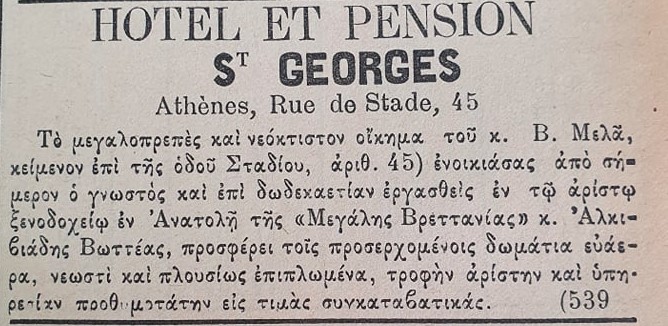 HOTEL ET PENSION
ST GEORGES
Athènes, Rue de Stade, 45
Τὸ μεγαλοπρεπὲς καὶ νεόκτιστον οἴκημα τοῦ κ. Β. Μελᾶ,
κείμενον ἐπὶ τῆς ὁδοῦ Σταδίου, ἀριθ. 45) ἐνοικιάσας ἀπὸ σή-
μερον ὁ γνωστὸς καὶ ἐπὶ δωδεκαετίαν ἐργασθεὶς ἐν τῷ ἀρίστῳ
ξενοδοχείῳ ἐν Ἀνατολῇ τῆς «Μεγάλης Βρεττανίας» κ. Ἀλκι-
βιάδης Βωττέας, προσφέρει τοῖς προσερχομένοις δωμάτια εὐάε-
ρα, νεωστὶ καὶ πλουσίως ἐπιπλωμένα, τροφὴν ἀρίστην καὶ ὑπη-
ρεσίαν προθυμοτάτην εἰς τιμὰς συγκαταβατικάς. (539